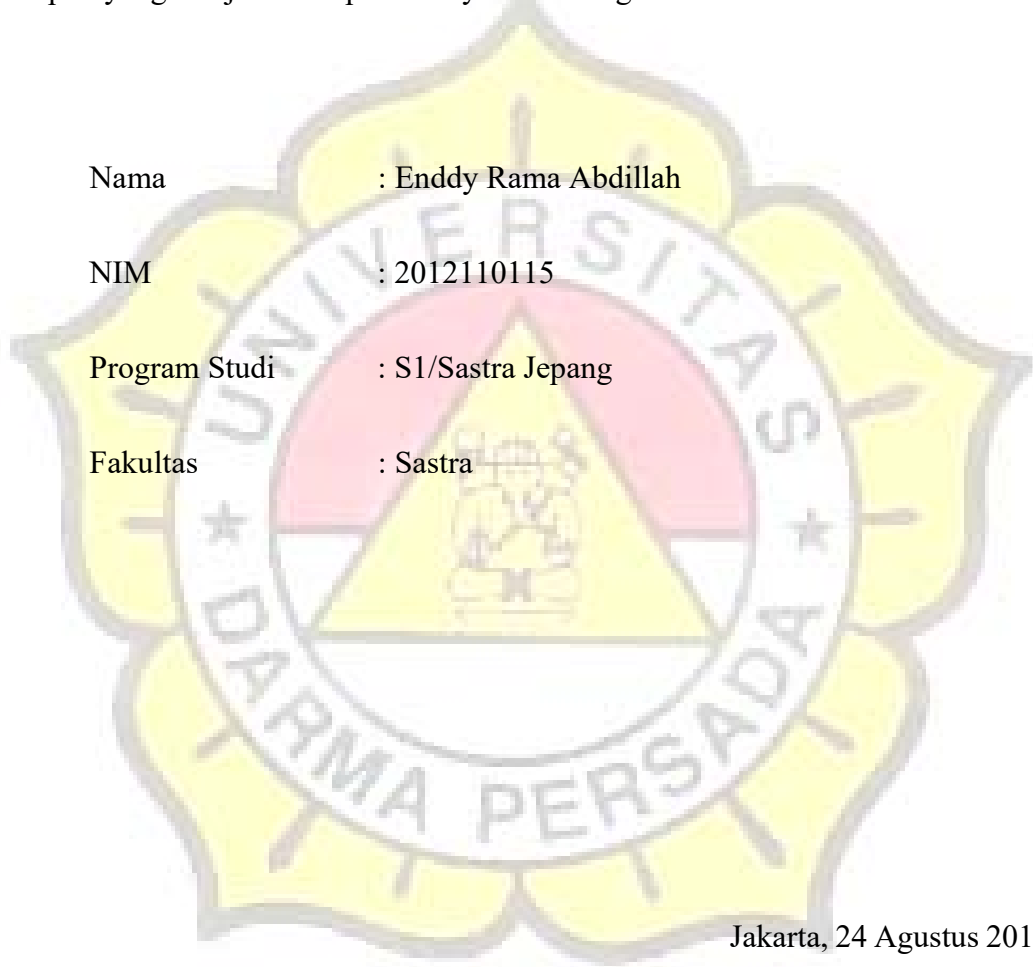 Nama : Enddy Rama Abdillah
NIM : 2012110115
Program Studi : S1/Sastra Jepang
Fakultas : Sastra
UNIVERSITAS
★ DARMA PERSADA ★
Jakarta, 24 Agustus 201